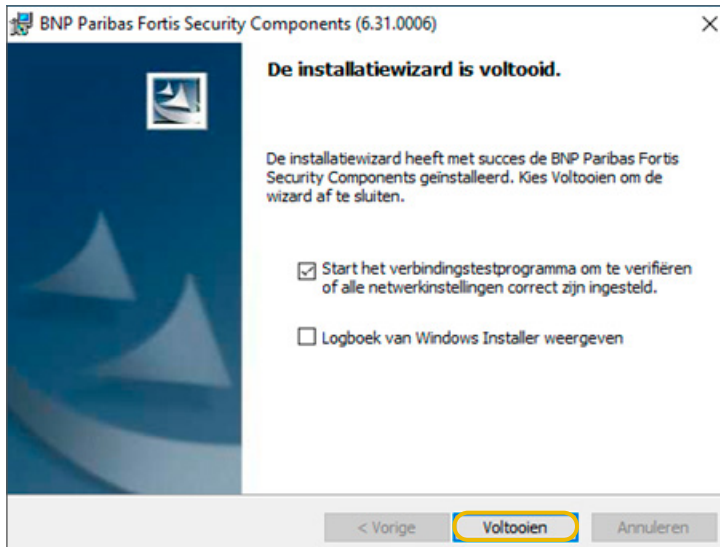 BNP Paribas Fortis Security Components (6.31.0006)
De installatiewizard is voltooid.
De installatiewizard heeft met succes de BNP Paribas Fortis
Security Components geïnstalleerd. Kies Voltooien om de
wizard af te sluiten.
Start het verbindingstestprogramma om te verifiëren
of alle netwerkinstellingen correct zijn ingesteld.
Logboek van Windows Installer weergeven
< Vorige
Voltooien
Annuleren